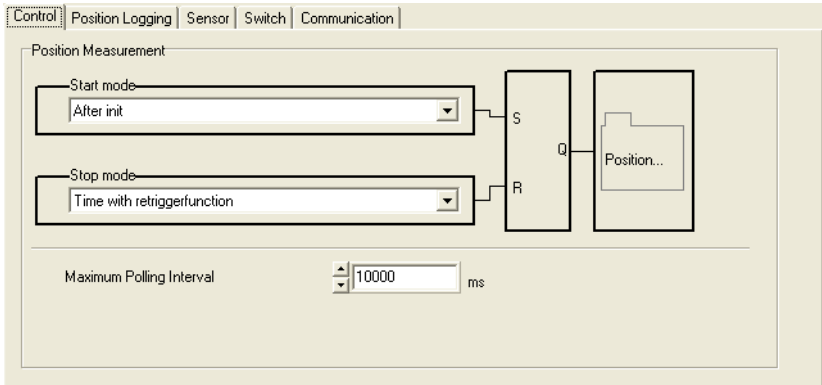 Control Position Logging Sensor Switch Communication
Position Measurement
Start mode
After init
S
Q
Position...
Stop mode
R
Time with retriggerfunction
Maximum Polling Interval 10000 ms